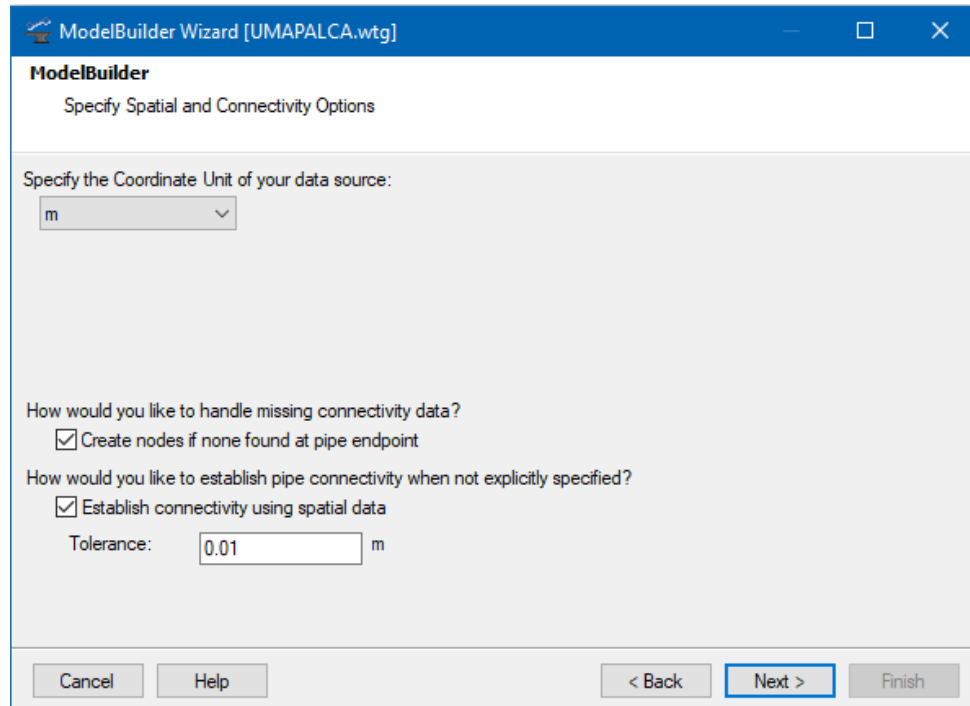 ModelBuilder Wizard [UMAPALCA.wtg]
ModelBuilder
Specify Spatial and Connectivity Options
Specify the Coordinate Unit of your data source:
m
How would you like to handle missing connectivity data?
Create nodes if none found at pipe endpoint
How would you like to establish pipe connectivity when not explicitly specified?
Establish connectivity using spatial data
Tolerance: 0.01 m
Cancel Help < Back Next > Finish